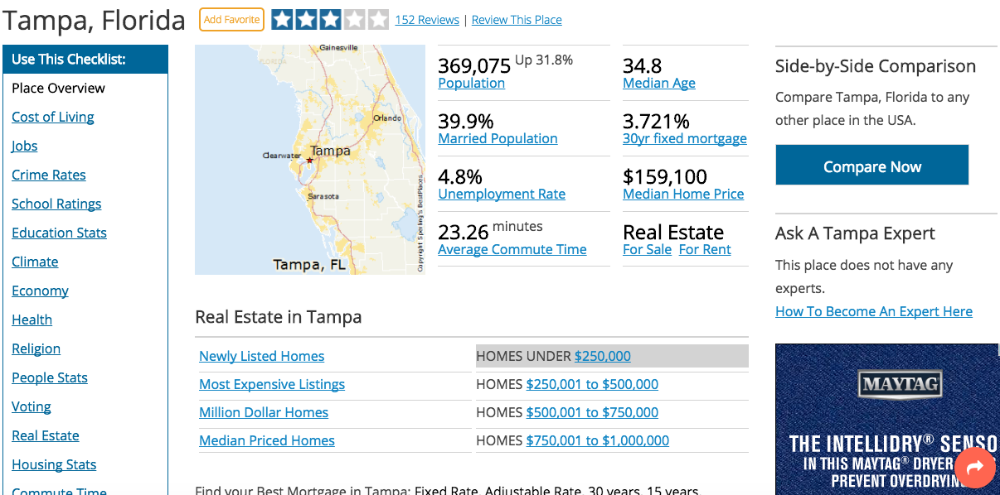 Tampa, Florida
Add Favorite
152 Reviews | Review This Place
Use This Checklist:
Place Overview
Cost of Living
Jobs
Crime Rates
School Ratings
Education Stats
Climate
Economy
Health
Religion
People Stats
Voting
Real Estate
Housing Stats
Commute Time
Gainesville
FLORIDA
Orlando
Clearwater
Tampa
Sarasota
Tampa, FL
Copyright Sperling's BestPlaces
369,075 Up 31.8%
Population
39.9%
Married Population
4.8%
Unemployment Rate
23.26 minutes
Average Commute Time
34.8
Median Age
3.721%
30yr fixed mortgage
$159,100
Median Home Price
Real Estate
For Sale For Rent
Real Estate in Tampa
Newly Listed Homes
Most Expensive Listings
Million Dollar Homes
Median Priced Homes
HOMES UNDER $250,000
HOMES $250,001 to $500,000
HOMES $500,001 to $750,000
HOMES $750,001 to $1,000,000
Find your Best Mortgage in Tampa: Fixed Rate, Adjustable Rate, 30 years, 15 years
Side-by-Side Comparison
Compare Tampa, Florida to any
other place in the USA.
Compare Now
Ask A Tampa Expert
This place does not have any
experts.
How To Become An Expert Here
MAYTAG
THE INTELLIDRY® SENSO
IN THIS MAYTAG® DRYER
PREVENT OVERDRYIN